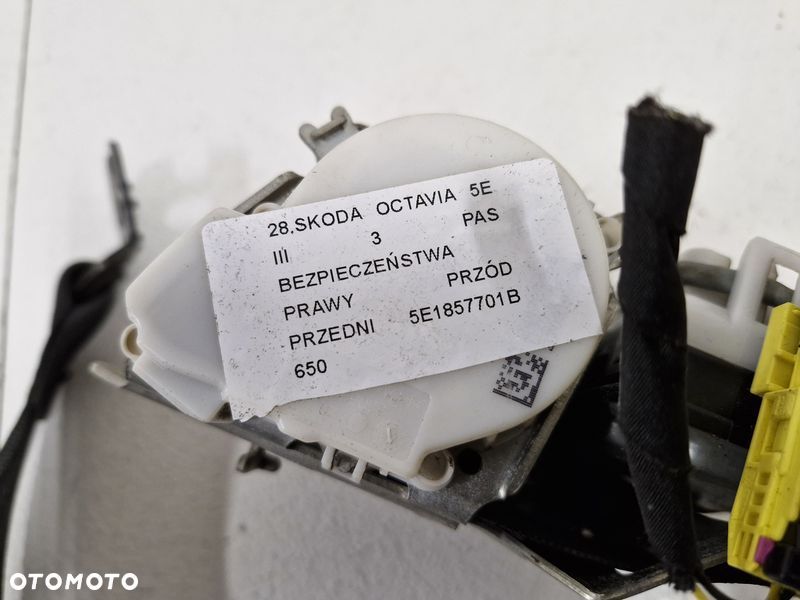 28.SKODA OCTAVIA 5E
III 3 PAS
BEZPIECZEŃSTWA
PRAWY PRZÓD
PRZEDNI 5E1857701B
650
OTOMOTO